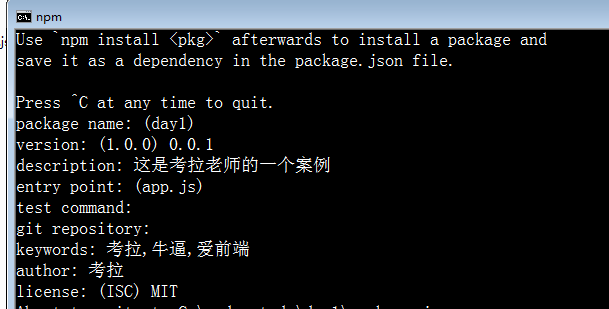 npm
Use `npm install <pkg>` afterwards to install a package and
save it as a dependency in the package.json file.
Press ^C at any time to quit.
package name: (day1)
version: (1.0.0) 0.0.1
description: 这是考拉老师的一个案例
entry point: (app.js)
test command:
git repository:
keywords: 考拉,牛逼,爱前端
author: 考拉
license: (ISC) MIT